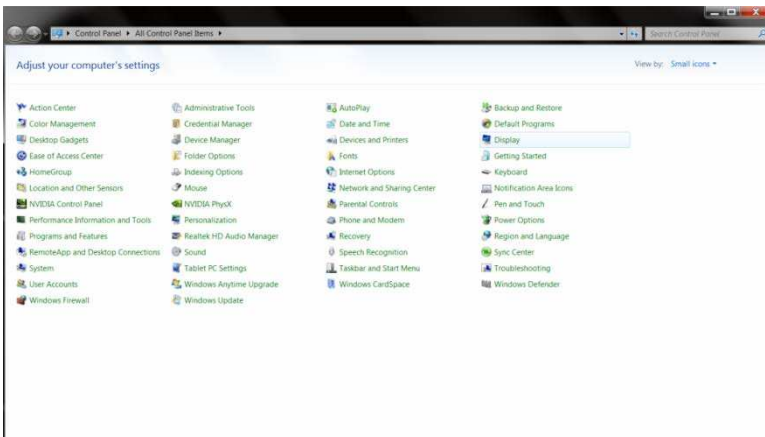 Control Panel All Control Panel Items Search Control Panel
Adjust your computer's settings View by: Small icons
Action Center Administrative Tools AutoPlay Backup and Restore
Color Management Credential Manager Date and Time Default Programs
Desktop Gadgets Device Manager Devices and Printers Display
Ease of Access Center Folder Options Fonts Getting Started
HomeGroup Indexing Options Internet Options Keyboard
Location and Other Sensors Mouse Network and Sharing Center Notification Area Icons
NVIDIA Control Panel NVIDIA PhysX Parental Controls Pen and Touch
Performance Information and Tools Personalization Phone and Modem Power Options
Programs and Features Realtek HD Audio Manager Recovery Region and Language
RemoteApp and Desktop Connections Sound Speech Recognition Sync Center
System Tablet PC Settings Taskbar and Start Menu Troubleshooting
User Accounts Windows Anytime Upgrade Windows CardSpace Windows Defender
Windows Firewall Windows Update